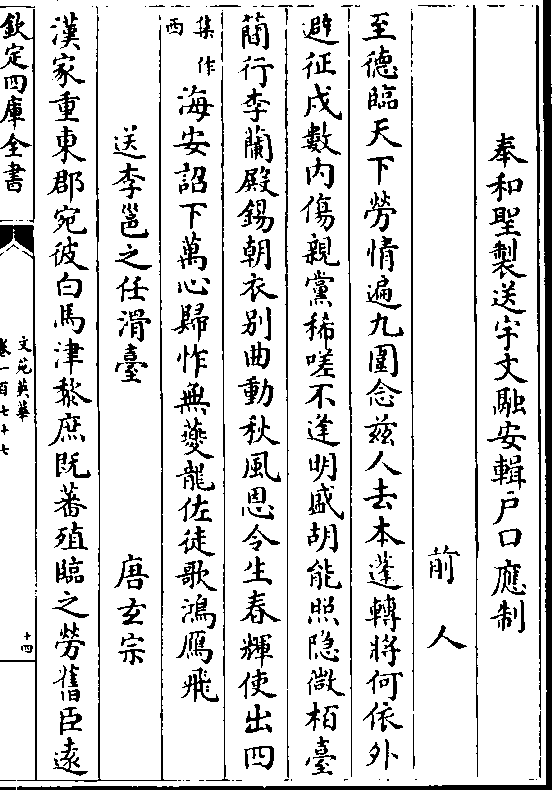 奉和聖製送宇文融安輯戸口應制
前人
至德臨天下勞情遍九圍念茲人去本蓬轉將何依外
避征戍數内傷親黨稀嗟不逢明盛胡能照隐微栢臺
蕳行李蘭殿錫朝衣别曲動秋風恩令生春輝使出四
集作西海安詔下萬心歸怍無䕫龍佐徒歌鴻鴈飛
送李邕之任滑臺　唐玄宗
漢家重東郡宛彼白馬津黎庶既蕃殖臨之勞舊臣遠
欽定四庫全書
文苑英華
卷一百七十七
十四